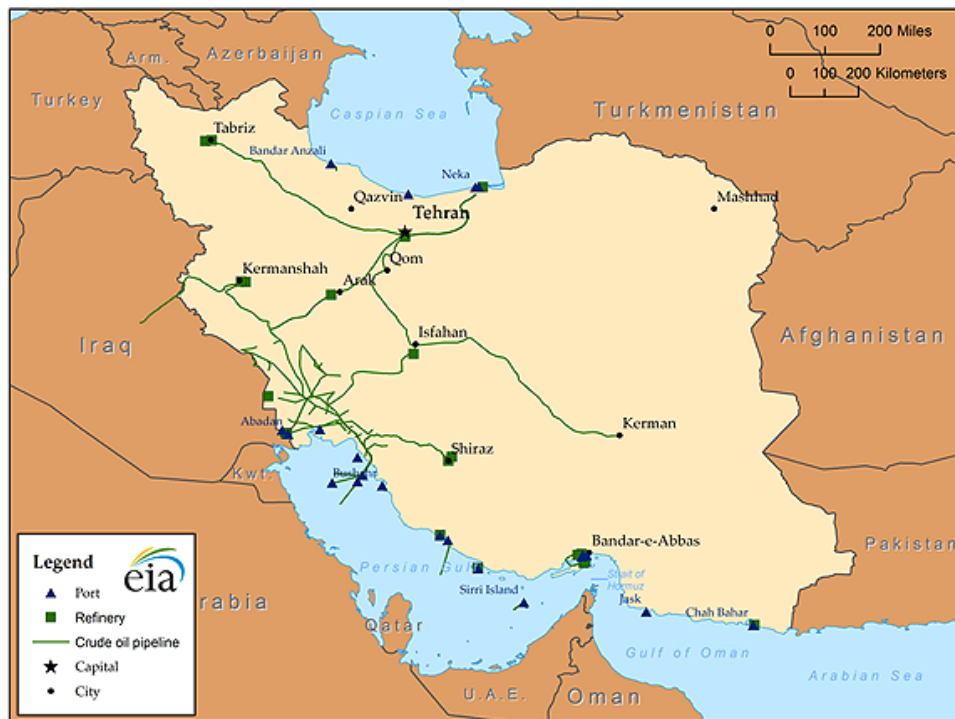 0 100 200 Miles
0 100 200 Kilometers
Arm.
Azerbaijan
Turkey
Caspian Sea
Turkmenistan
Tabriz
Bandar Anzali
Neka
Qazvin
Mashhad
Tehran
Qom
Kermanshah
Arak
Isfahan
Iraq
Afghanistan
Abadan
Kerman
Shiraz
Kwt.
Bushehr
Bandar-e-Abbas
Pakistan
Persian Gulf
Strait of
Hormuz
Sirri Island
Jask
Chah Bahar
Qatar
Gulf of Oman
Arabian Sea
U.A.E.
Oman
rabia
Legend
eia
Port
Refinery
Crude oil pipeline
Capital
City